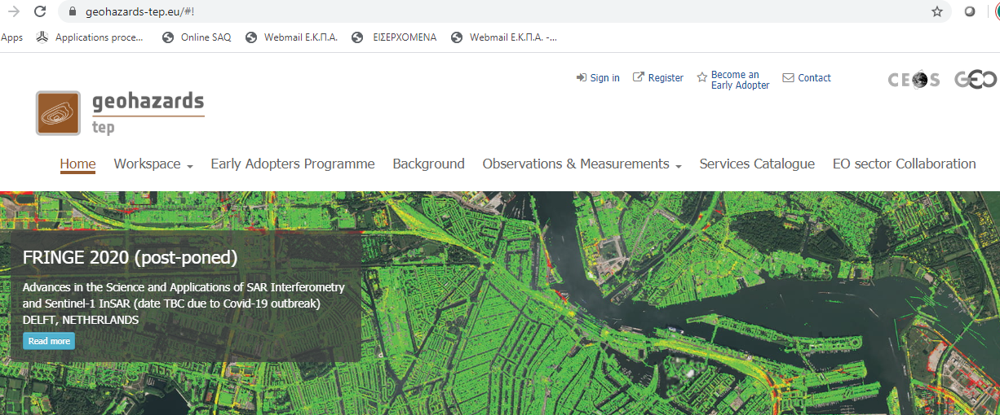 geohazards-tep.eu/#!
Apps Applications proce... Online SAQ Webmail Ε.Κ.Π.Α. ΕΙΣΕΡΧΟΜΕΝΑ Webmail Ε.Κ.Π.Α. -...
Sign in Register Become an Early Adopter Contact
CEOS GEO
geohazards
tep
Home Workspace Early Adopters Programme Background Observations & Measurements Services Catalogue EO sector Collaboration
FRINGE 2020 (post-poned)
Advances in the Science and Applications of SAR Interferometry
and Sentinel-1 InSAR (date TBC due to Covid-19 outbreak)
DELFT, NETHERLANDS
Read more